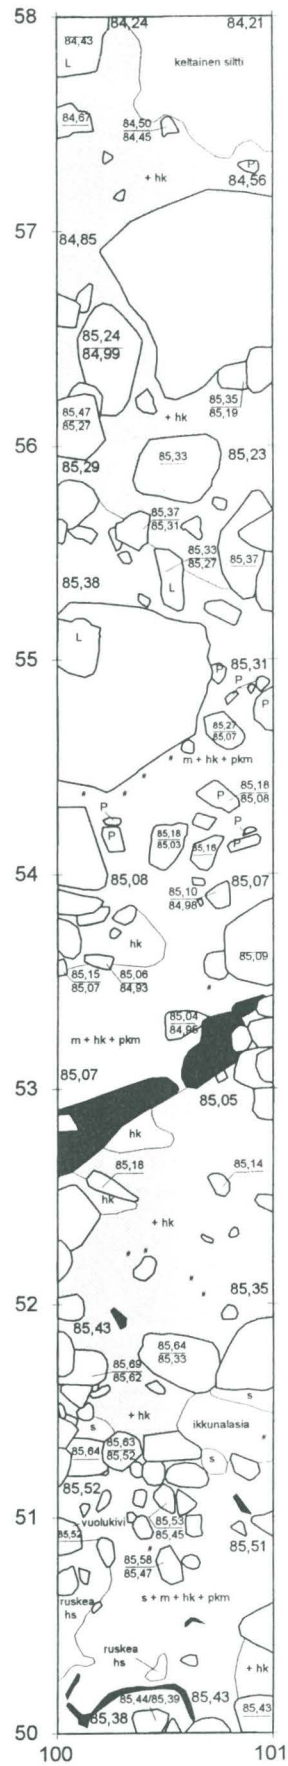 58
84,24
84,21
84,43
L
keltainen siltti
84,67
84,50
84,45
P
84,56
+ hk
57
84,85
85,24
84,99
85,35
85,19
85,47
85,27
+ hk
56
85,29
85,33
85,23
85,37
85,31
85,33
85,27
85,37
85,38
L
L
55
P
85,31
P
P
85,27
85,07
m + hk + pkm
P
85,18
85,08
P
P
P
85,18
85,03
85,16
54
85,08
85,10
84,98
85,07
hk
85,09
85,15
85,07
85,06
84,93
85,04
84,96
m + hk + pkm
53
85,07
85,05
hk
85,18
85,14
hk
+ hk
85,35
52
85,43
85,64
85,33
85,69
85,62
s
+ hk
ikkunalasia
s
85,63
85,52
85,64
s
85,52
51
vuolukivi
85,53
85,45
85,52
85,51
85,58
85,47
ruskea
hs
s + m + hk + pkm
ruskea
hs
+ hk
85,44/85,39
85,43
85,43
85,38
50
100
101